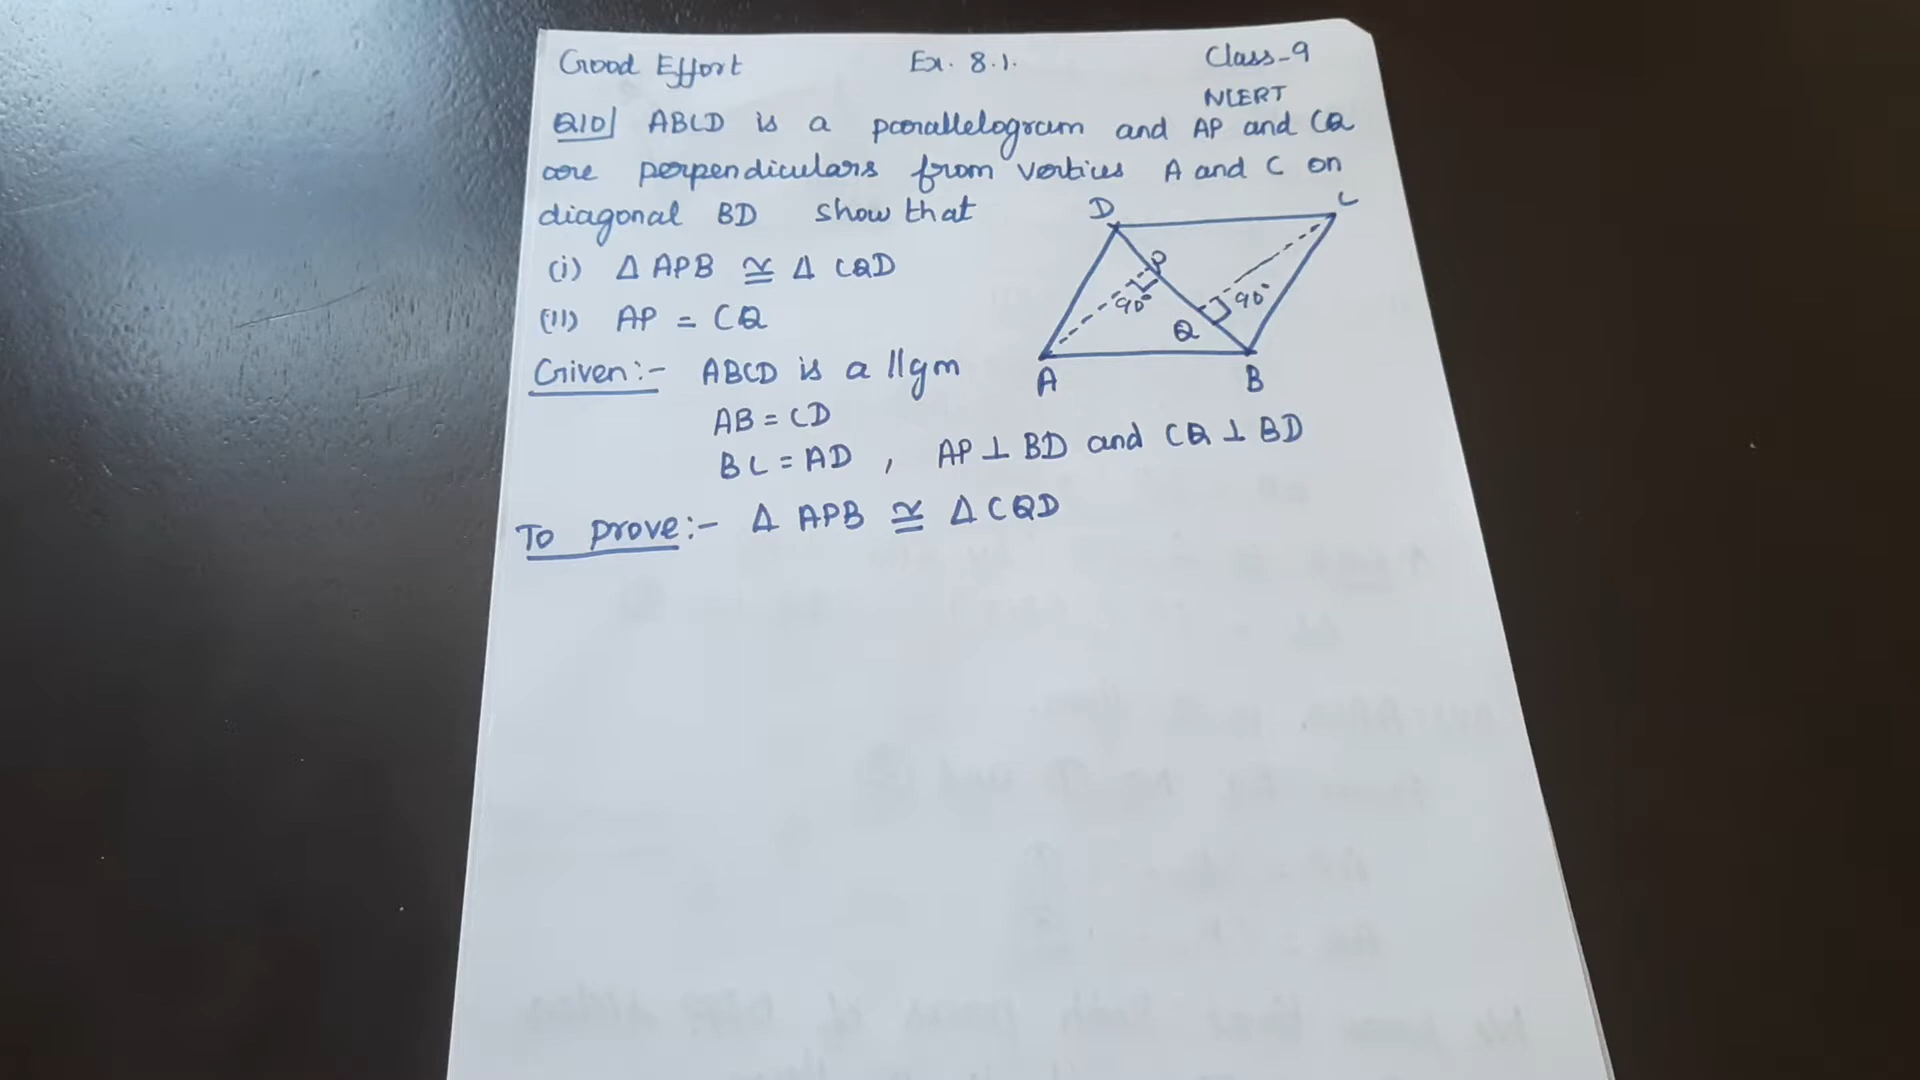 Good Effort Ex. 8.1. Class-9
NCERT
Q10| ABCD is a parallelogram and AP and CQ
are perpendiculars from vertices A and C on
diagonal BD show that
(i) Δ APB ≅ Δ CQD
(ii) AP = CQ
D C
P
90° 90°
Q
A B
Given:- ABCD is a ||gm
AB = CD
BC = AD , AP ⊥ BD and CQ ⊥ BD
To prove:- Δ APB ≅ Δ CQD